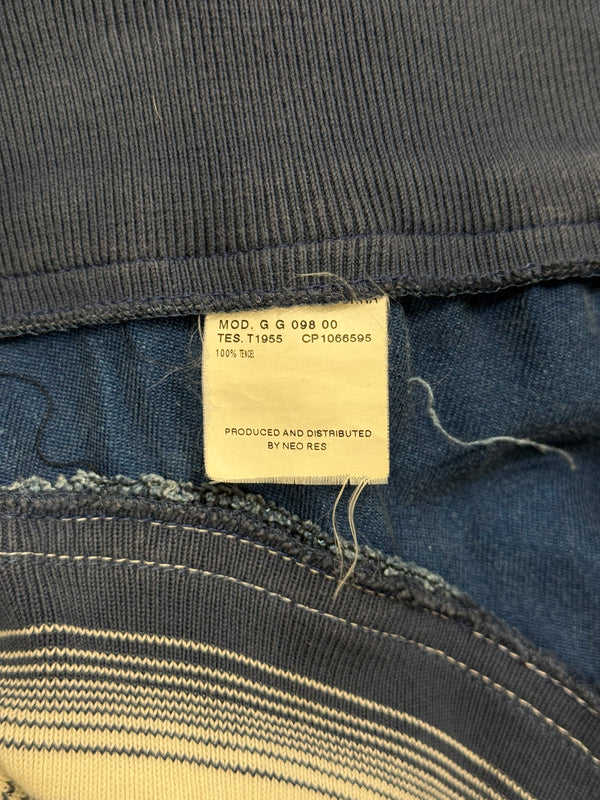 MOD. G G 098 00
TES. T1955 CP1066595
100% TENCEL
PRODUCED AND DISTRIBUTED
BY NEO RES